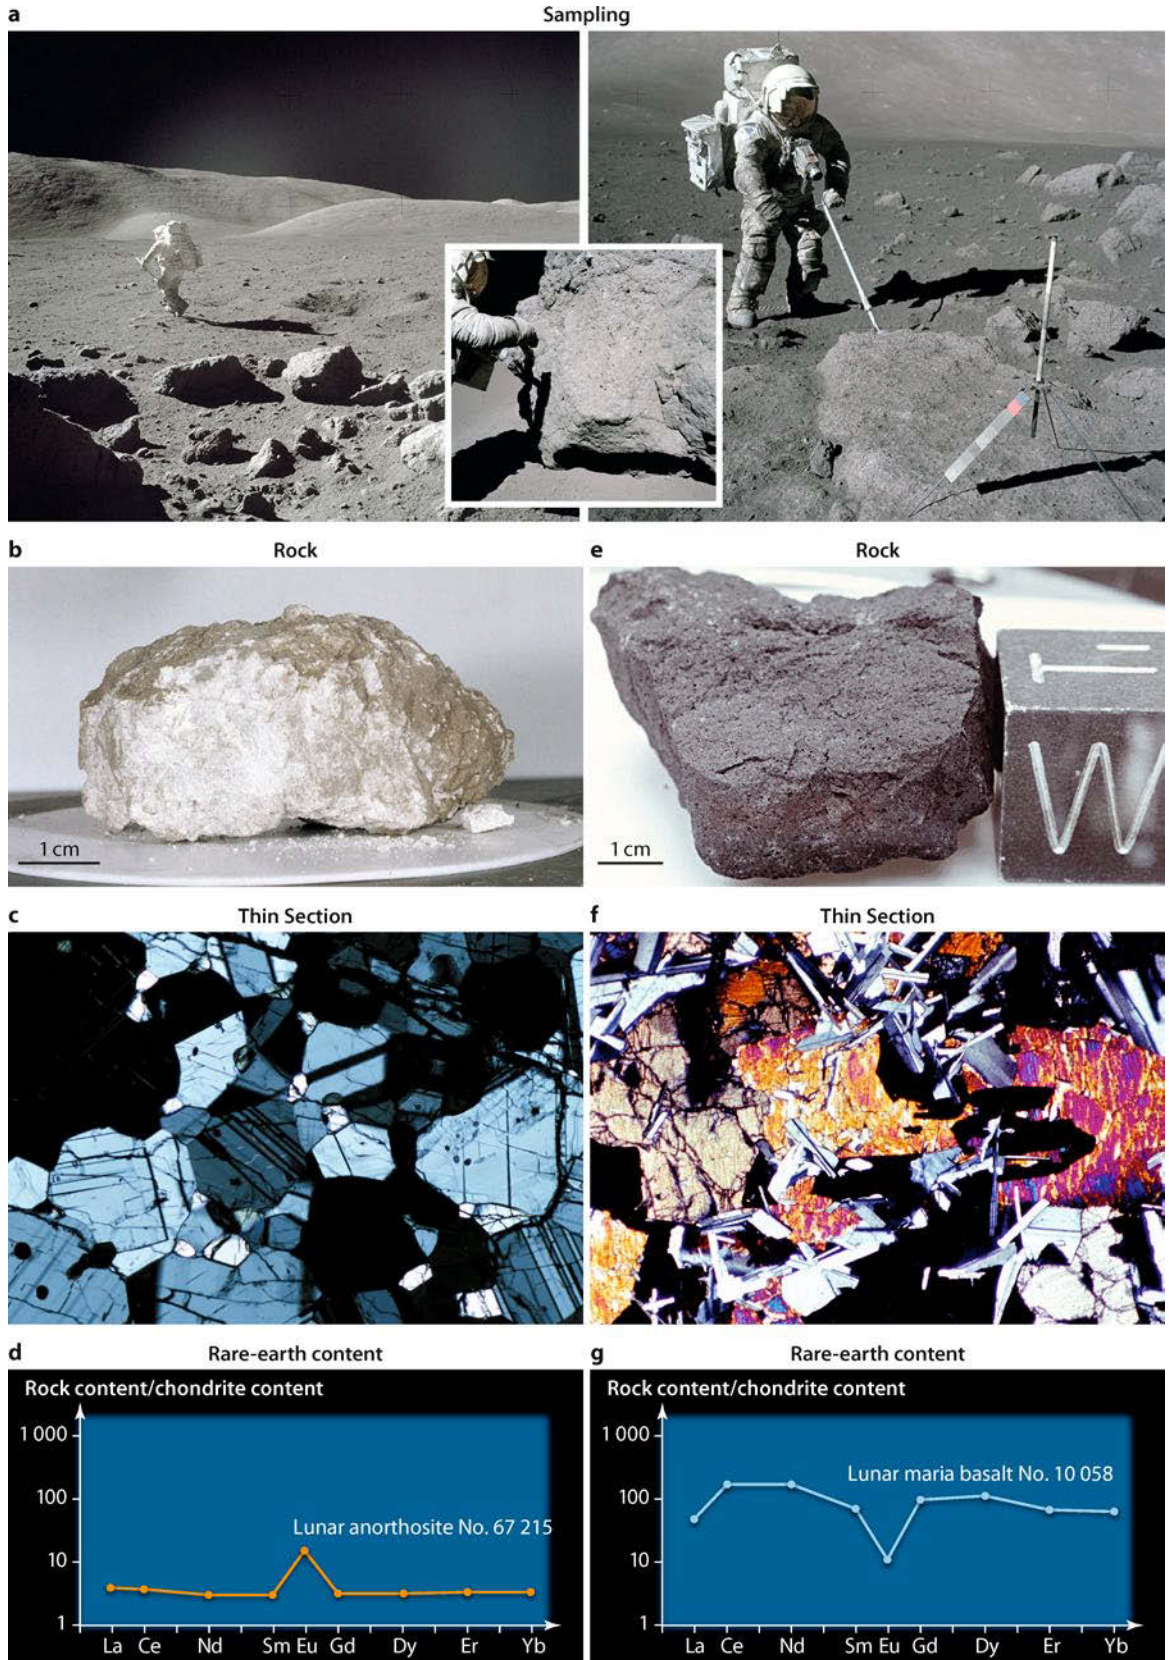 a
Sampling
b
Rock
1 cm
e
Rock
1 cm
W
c
Thin Section
f
Thin Section
d
Rare-earth content
Rock content/chondrite content
1 000
100
10
1
Lunar anorthosite No. 67 215
La Ce Nd Sm Eu Gd Dy Er Yb
g
Rare-earth content
Rock content/chondrite content
1 000
100
10
1
Lunar maria basalt No. 10 058
La Ce Nd Sm Eu Gd Dy Er Yb